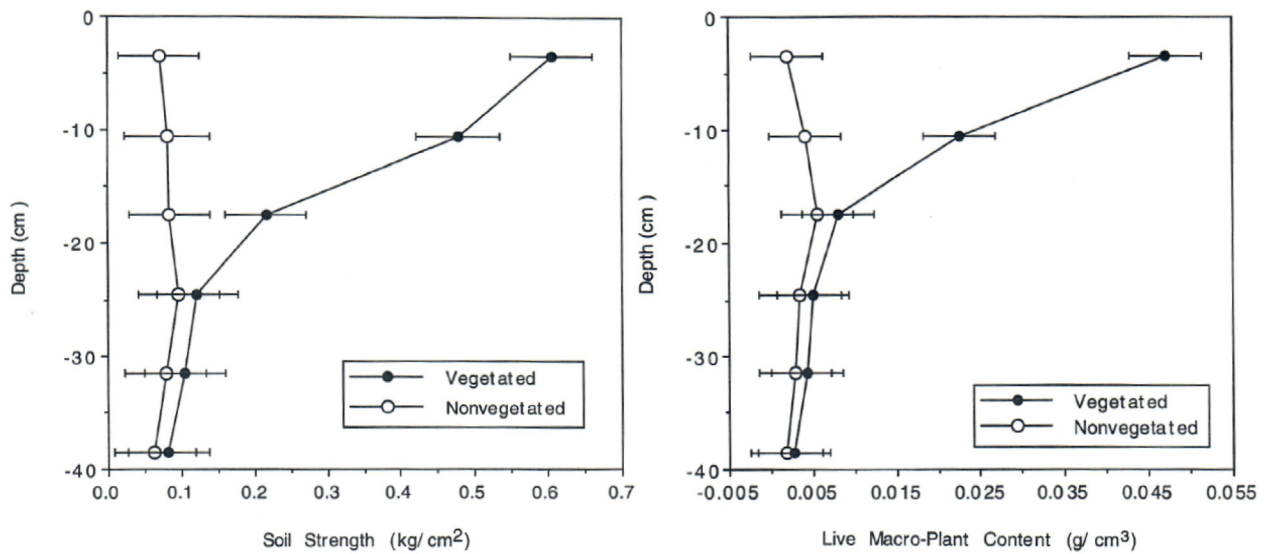 0
-10
-20
-30
-40
Depth (cm)
0.0 0.1 0.2 0.3 0.4 0.5 0.6 0.7
Soil Strength (kg/cm²)
Vegetated
Nonvegetated
0
-10
-20
-30
-40
Depth (cm)
-0.005 0.005 0.015 0.025 0.035 0.045 0.055
Live Macro-Plant Content (g/cm³)
Vegetated
Nonvegetated